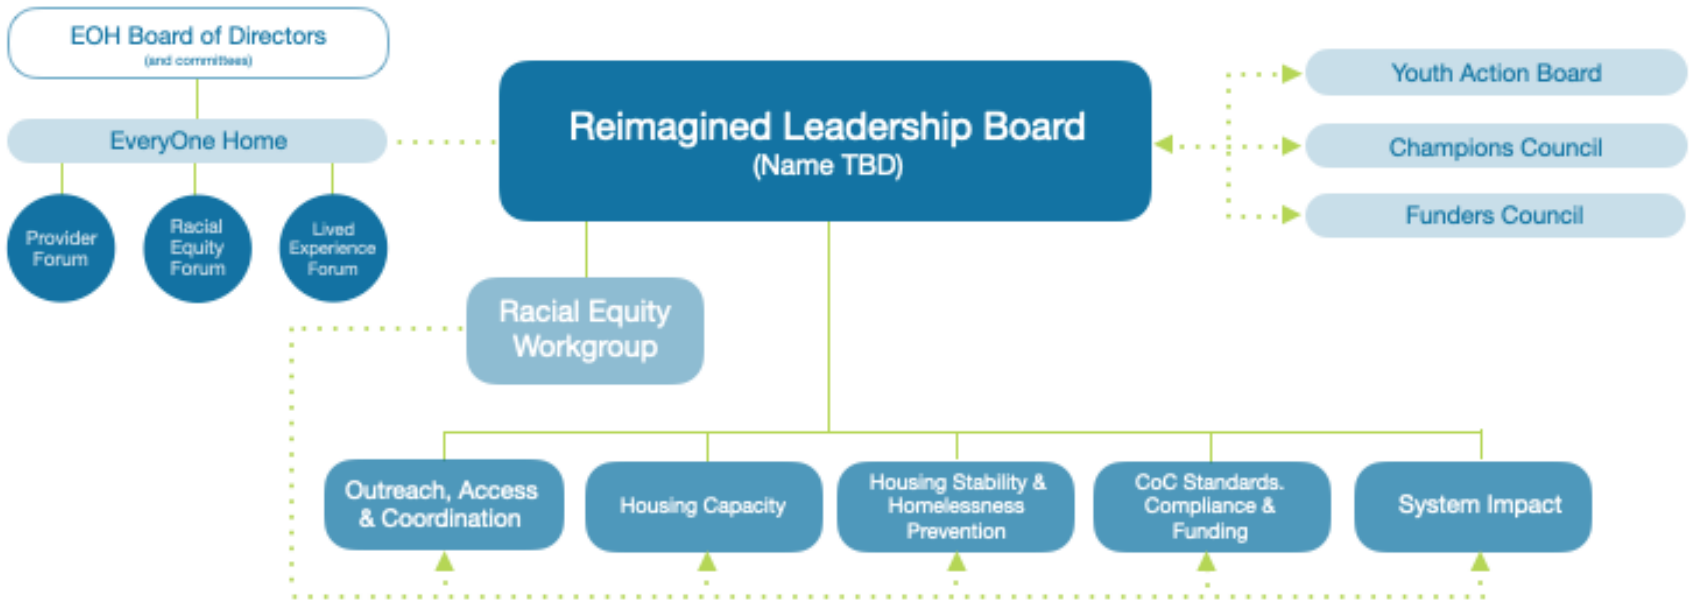 EOH Board of Directors
(and committees)
EveryOne Home
Provider
Forum
Racial
Equity
Forum
Lived
Experience
Forum
Reimagined Leadership Board
(Name TBD)
Youth Action Board
Champions Council
Funders Council
Racial Equity
Workgroup
Outreach, Access
& Coordination
Housing Capacity
Housing Stability &
Homelessness
Prevention
CoC Standards.
Compliance &
Funding
System Impact